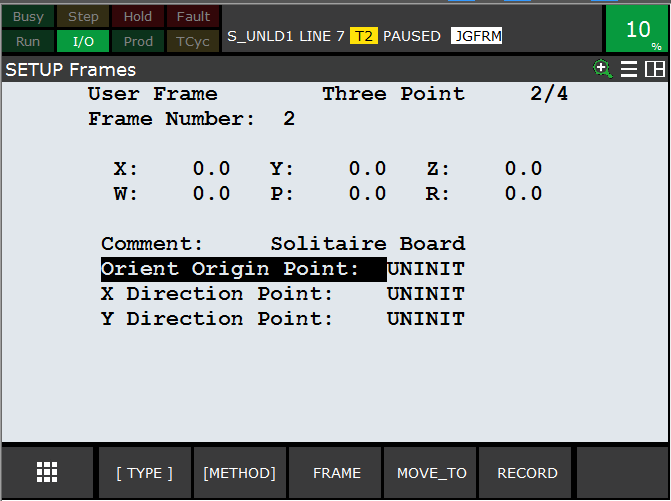 Busy Step Hold Fault
Run I/O Prod TCyc
S_UNLD1 LINE 7 T2 PAUSED JGFRM
10
%
SETUP Frames
User Frame Three Point 2/4
Frame Number: 2
X: 0.0 Y: 0.0 Z: 0.0
W: 0.0 P: 0.0 R: 0.0
Comment: Solitaire Board
Orient Origin Point: UNINIT
X Direction Point: UNINIT
Y Direction Point: UNINIT
[ TYPE ] [METHOD] FRAME MOVE_TO RECORD